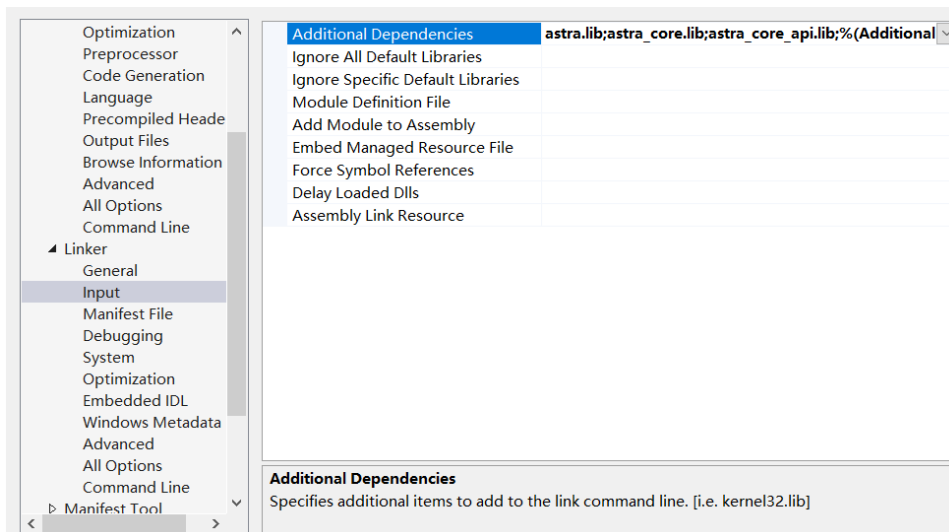 Optimization
Preprocessor
Code Generation
Language
Precompiled Heade
Output Files
Browse Information
Advanced
All Options
Command Line
Linker
General
Input
Manifest File
Debugging
System
Optimization
Embedded IDL
Windows Metadata
Advanced
All Options
Command Line
Manifest Tool
Additional Dependencies astra.lib;astra_core.lib;astra_core_api.lib;%(Additional
Ignore All Default Libraries
Ignore Specific Default Libraries
Module Definition File
Add Module to Assembly
Embed Managed Resource File
Force Symbol References
Delay Loaded Dlls
Assembly Link Resource
Additional Dependencies
Specifies additional items to add to the link command line. [i.e. kernel32.lib]